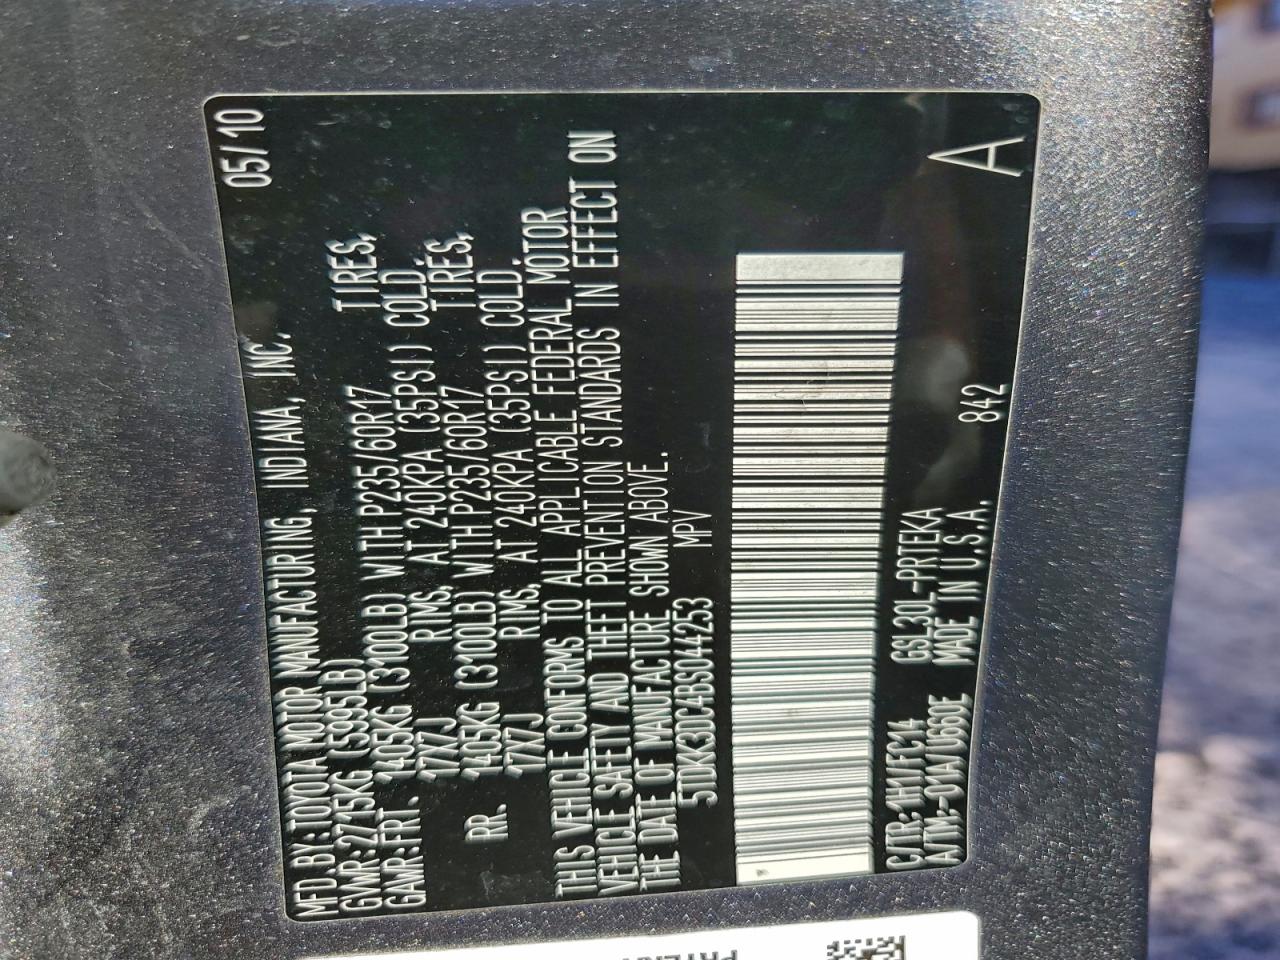 MFD.BY:TOYOTA MOTOR MANUFACTURING, INDIANA, INC. 05/10
GVWR:2715KG (5995LB)
GAWR:FRT. 1405KG (3100LB) WITH P235/60R17 TIRES,
17X7J RIMS, AT 240KPA (35PSI) COLD.
RR. 1405KG (3100LB) WITH P235/60R17 TIRES,
17X7J RIMS, AT 240KPA (35PSI) COLD.
THIS VEHICLE CONFORMS TO ALL APPLICABLE FEDERAL MOTOR
VEHICLE SAFETY AND THEFT PREVENTION STANDARDS IN EFFECT ON
THE DATE OF MANUFACTURE SHOWN ABOVE.
5TDKK3DC4BS044253 MPV
C/TR:1H1/FC14 GSL30L-PRTEKA
A/TM:-01A/U660E MADE IN U.S.A. 842 A